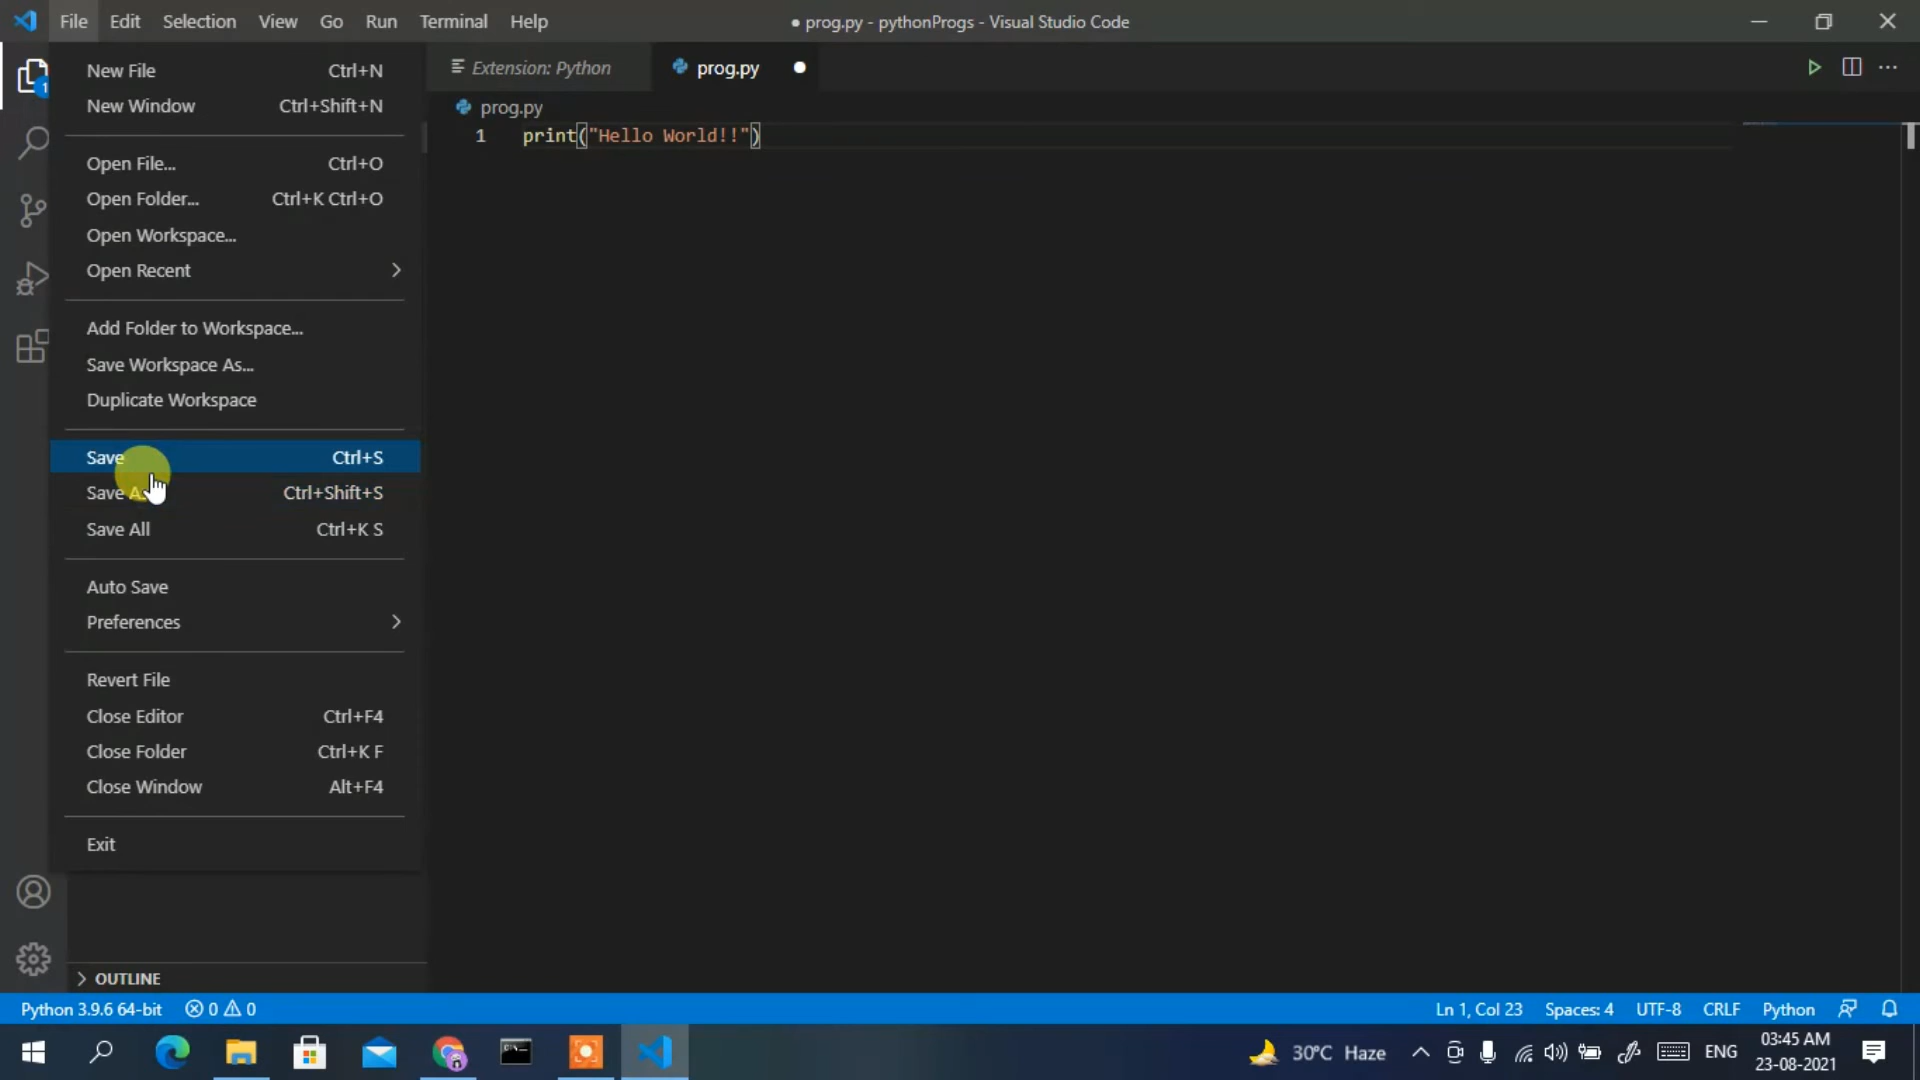 File Edit Selection View Go Run Terminal Help ● prog.py - pythonProgs - Visual Studio Code
Extension: Python prog.py
prog.py
1 print("Hello World!!")
New File Ctrl+N
New Window Ctrl+Shift+N
Open File... Ctrl+O
Open Folder... Ctrl+K Ctrl+O
Open Workspace...
Open Recent
Add Folder to Workspace...
Save Workspace As...
Duplicate Workspace
Save Ctrl+S
Save Ctrl+Shift+S
Save All Ctrl+K S
Auto Save
Preferences
Revert File
Close Editor Ctrl+F4
Close Folder Ctrl+K F
Close Window Alt+F4
Exit
1
OUTLINE
Python 3.9.6 64-bit 0 0 Ln 1, Col 23 Spaces: 4 UTF-8 CRLF Python
30°C Haze ENG 03:45 AM
23-08-2021